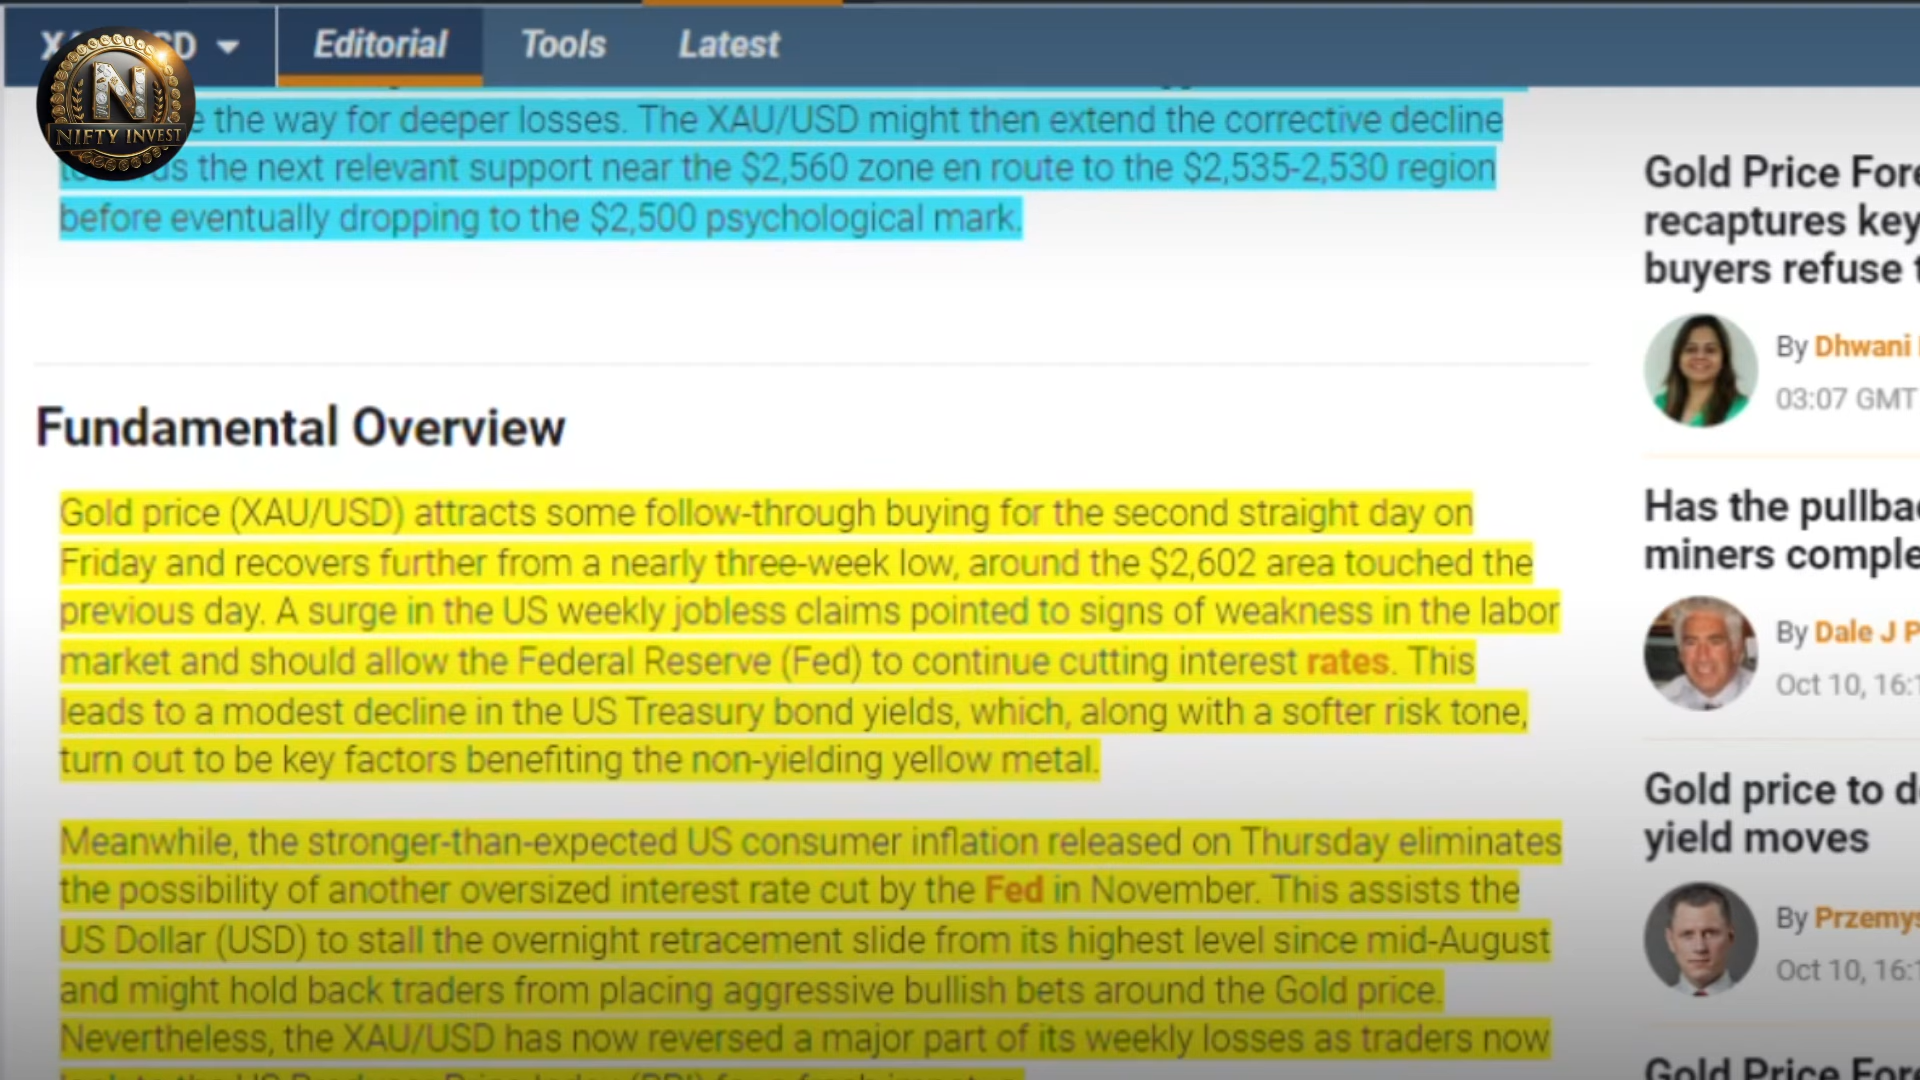 Editorial
Tools
Latest
NIFTY INVEST
the way for deeper losses. The XAU/USD might then extend the corrective decline
the next relevant support near the $2,560 zone en route to the $2,535-2,530 region
before eventually dropping to the $2,500 psychological mark.
Fundamental Overview
Gold price (XAU/USD) attracts some follow-through buying for the second straight day on
Friday and recovers further from a nearly three-week low, around the $2,602 area touched the
previous day. A surge in the US weekly jobless claims pointed to signs of weakness in the labor
market and should allow the Federal Reserve (Fed) to continue cutting interest rates. This
leads to a modest decline in the US Treasury bond yields, which, along with a softer risk tone,
turn out to be key factors benefiting the non-yielding yellow metal.
Meanwhile, the stronger-than-expected US consumer inflation released on Thursday eliminates
the possibility of another oversized interest rate cut by the Fed in November. This assists the
US Dollar (USD) to stall the overnight retracement slide from its highest level since mid-August
and might hold back traders from placing aggressive bullish bets around the Gold price.
Nevertheless, the XAU/USD has now reversed a major part of its weekly losses as traders now
Gold Price
recaptures key
buyers refuse
By Dhwani
03:07 GMT
Has the
miners
By Dale J
Oct 10,
Gold price to
yield moves
By
Oct 10,
Gold Price